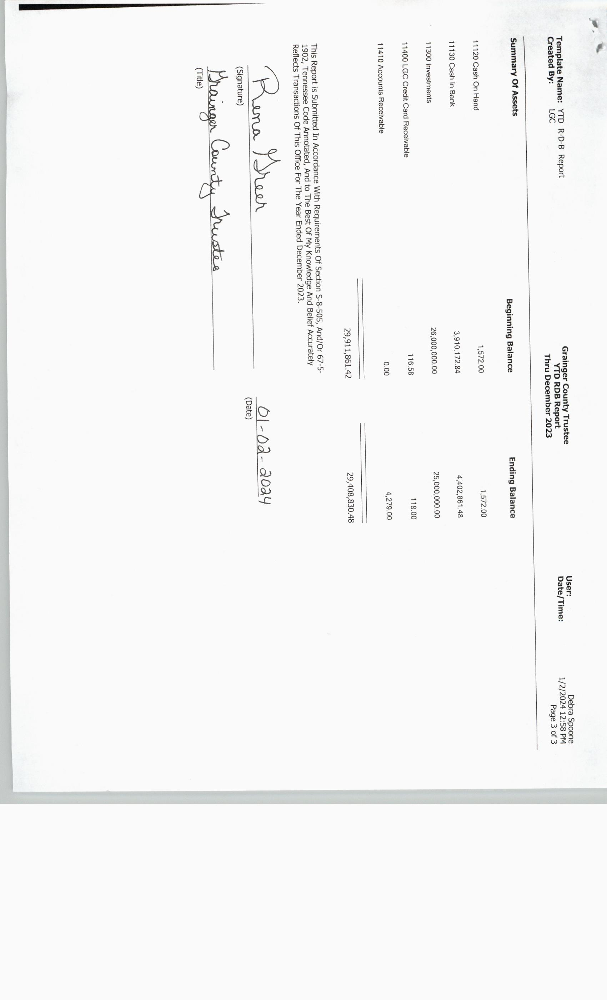 Template Name: YTD R-D-B Report
Created By: LGC
Grainger County Trustee
YTD RDB Report
Thru December 2023
User: Debra Spoone
Date/Time: 1/2/2024 12:58 PM
Page 3 of 3
Summary Of Assets Beginning Balance Ending Balance
11120 Cash On Hand 1,572.00 1,572.00
11130 Cash In Bank 3,910,172.84 4,402,861.48
11300 Investments 26,000,000.00 25,000,000.00
11400 LGC Credit Card Receivable 116.58 118.00
11410 Accounts Receivable 0.00 4,279.00
29,911,861.42 29,408,830.48
This Report is Submitted In Accordance With Requirements Of Section S-8-505, And/Or 67-5-
1902, Tennessee Code Annotated, And to The Best Of My Knowledge And Belief Accurately
Reflects Transactions Of This Office For The Year Ended December 2023.
Rena Greer 01-02-2024
(Signature) (Date)
Grainger County Trustee
(Title)